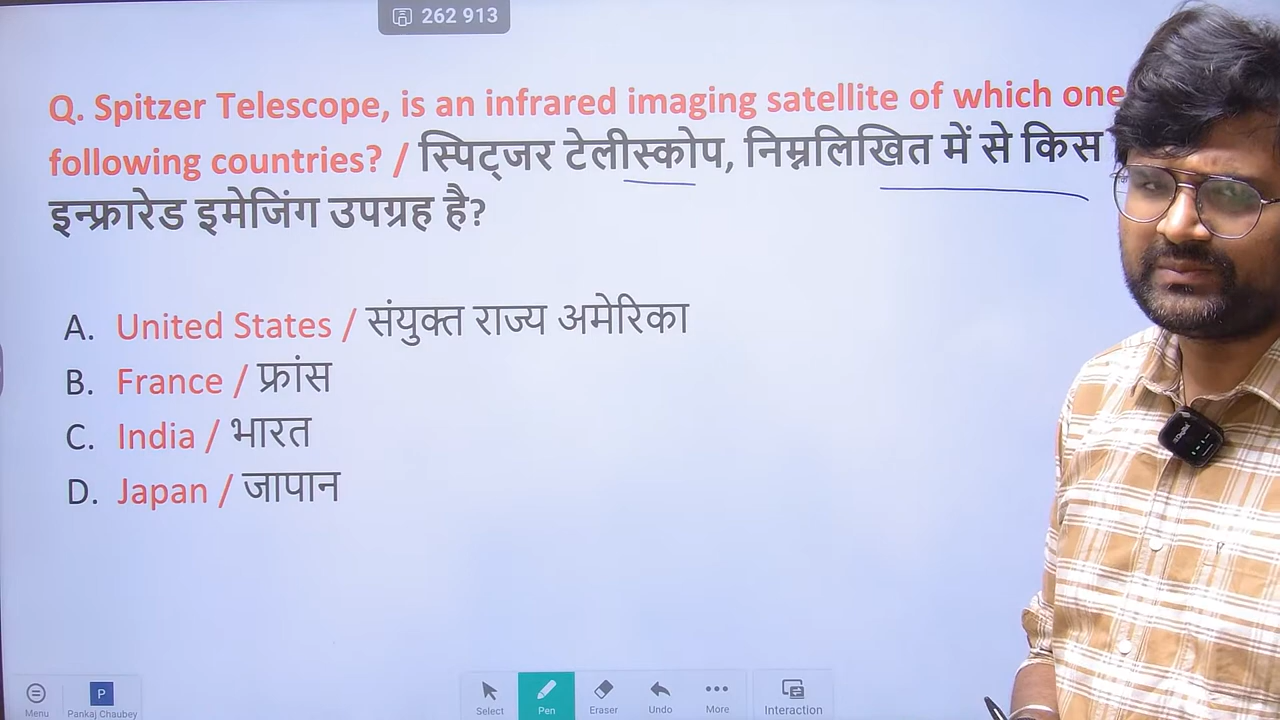 262 913
Q. Spitzer Telescope, is an infrared imaging satellite of which one
following countries? / स्पिट्जर टेलीस्कोप, निम्नलिखित में से किस
इन्फ्रारेड इमेजिंग उपग्रह है?
A. United States / संयुक्त राज्य अमेरिका
B. France / फ्रांस
C. India / भारत
D. Japan / जापान
P
Menu Pankaj Chaubey Select Pen Eraser Undo More Interaction